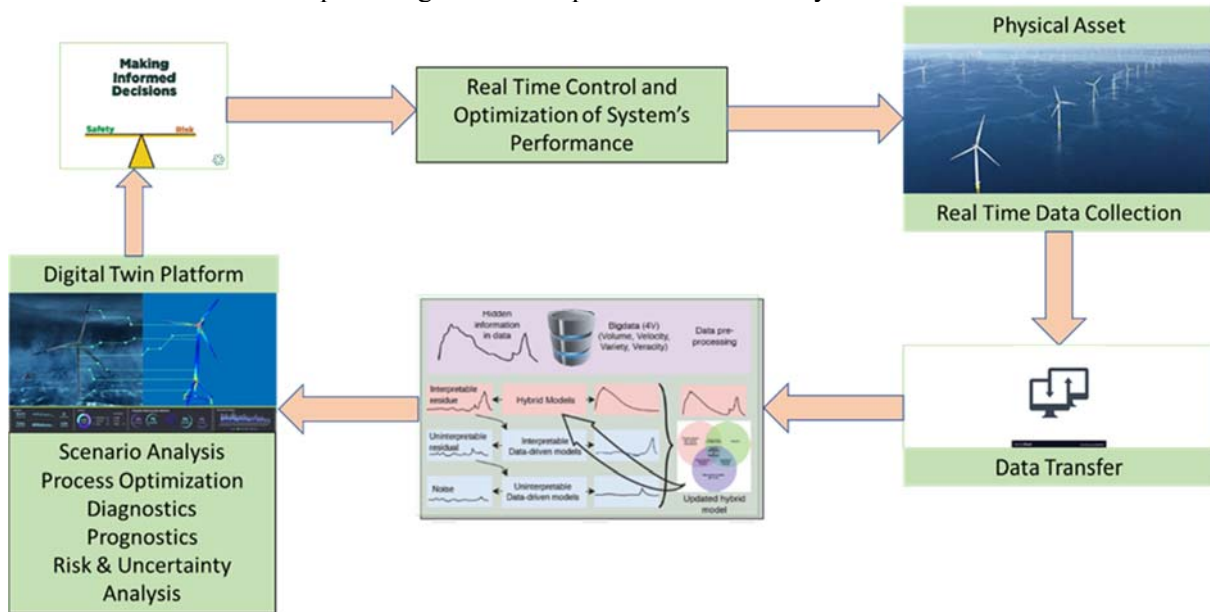 Making
Informed
Decisions
Safety
Risk
Real Time Control and
Optimization of System's
Performance
Physical Asset
Real Time Data Collection
Data Transfer
Hidden
information
in data
Bigdata (4V)
(Volume, Velocity,
Variety, Veracity)
Data pre-
processing
Interpretable
residue
Hybrid Models
Uninterpretable
residual
Interpretable
Data-driven models
Noise
Uninterpretable
Data-driven models
Updated hybrid
model
Digital Twin Platform
Scenario Analysis
Process Optimization
Diagnostics
Prognostics
Risk & Uncertainty
Analysis